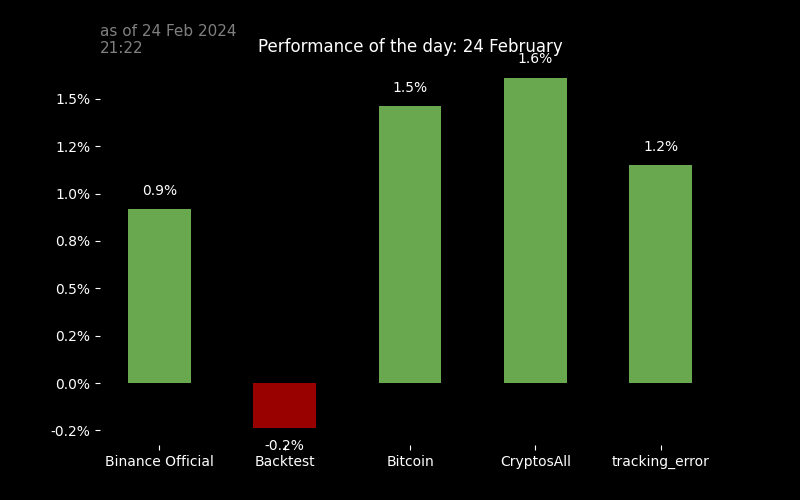 as of 24 Feb 2024
21:22
Performance of the day: 24 February
1.6%
1.5%
1.5%
1.2%
1.2%
1.0%
0.9%
0.8%
0.5%
0.2%
0.0%
-0.2%
-0.2%
Binance Official
Backtest
Bitcoin
CryptosAll
tracking_error